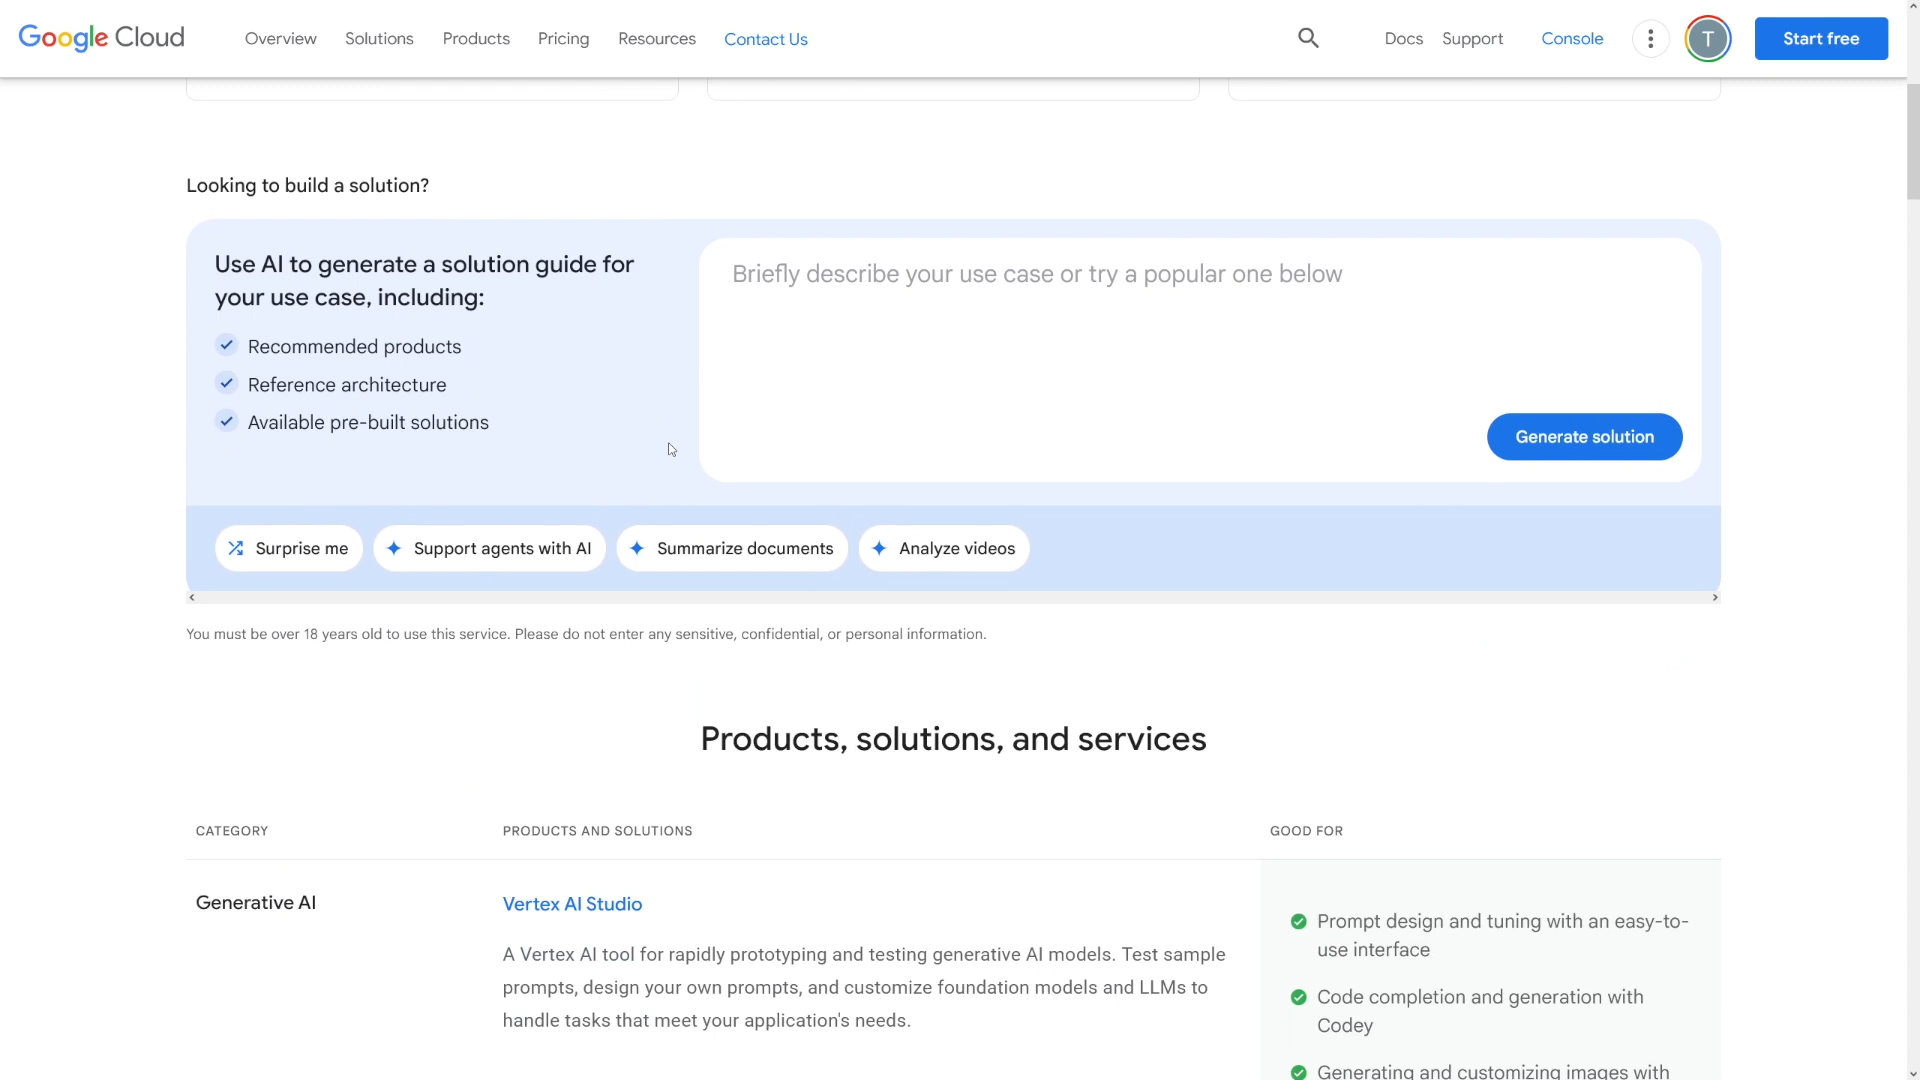 Google Cloud
Overview Solutions Products Pricing Resources Contact Us Docs Support Console T Start free
Looking to build a solution?
Use AI to generate a solution guide for
your use case, including:
Recommended products
Reference architecture
Available pre-built solutions
Briefly describe your use case or try a popular one below
Generate solution
Surprise me Support agents with AI Summarize documents Analyze videos
You must be over 18 years old to use this service. Please do not enter any sensitive, confidential, or personal information.
Products, solutions, and services
CATEGORY PRODUCTS AND SOLUTIONS GOOD FOR
Generative AI
Vertex AI Studio
A Vertex AI tool for rapidly prototyping and testing generative AI models. Test sample
prompts, design your own prompts, and customize foundation models and LLMs to
handle tasks that meet your application's needs.
Prompt design and tuning with an easy-to-
use interface
Code completion and generation with
Codey
Generating and customizing images with